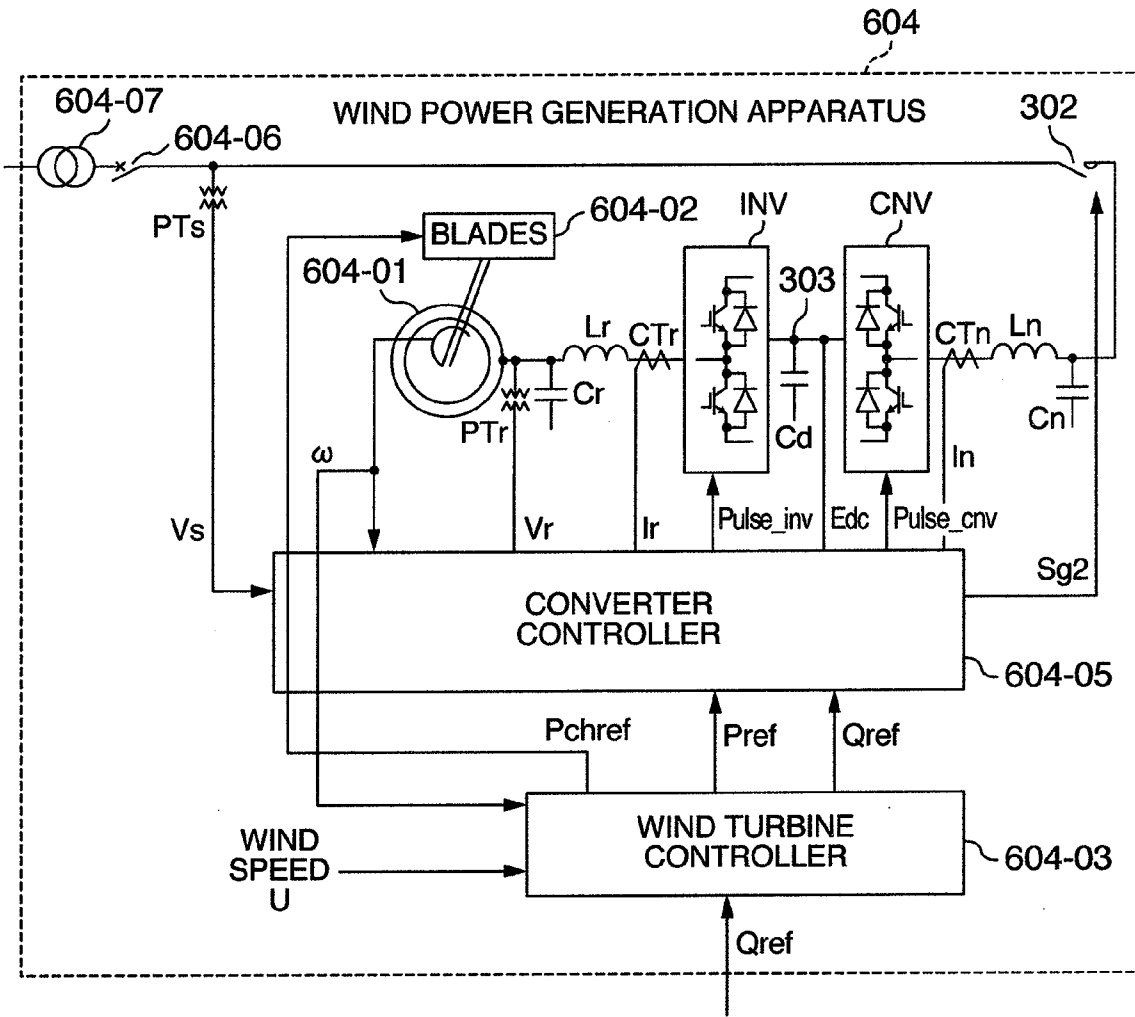 604
604-07
604-06
WIND POWER GENERATION APPARATUS
302
PTs
BLADES
604-02
INV
CNV
604-01
303
Lr
CTr
CTn
Ln
Cr
PTr
Cd
Cn
ω
In
Vs
Vr
Ir
Pulse_inv
Edc
Pulse_cnv
Sg2
CONVERTER
CONTROLLER
604-05
Pchref
Pref
Qref
WIND
SPEED
U
WIND TURBINE
CONTROLLER
604-03
Qref